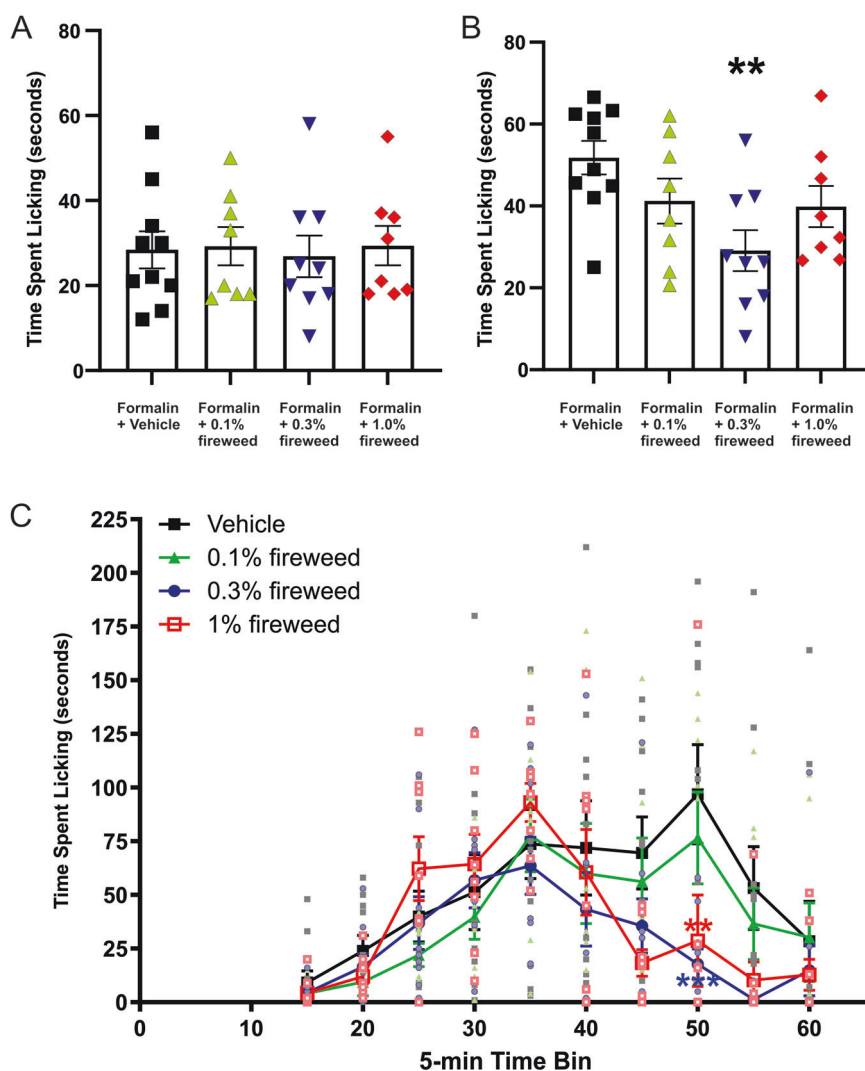 A
B
Time Spent Licking (seconds)
80
60
40
20
0
Formalin
+ Vehicle
Formalin
+ 0.1%
fireweed
Formalin
+ 0.3%
fireweed
Formalin
+ 1.0%
fireweed
Time Spent Licking (seconds)
80
60
40
20
0
**
Formalin
+ Vehicle
Formalin
+ 0.1%
fireweed
Formalin
+ 0.3%
fireweed
Formalin
+ 1.0%
fireweed
C
Time Spent Licking (seconds)
225
200
175
150
125
100
75
50
25
0
Vehicle
0.1% fireweed
0.3% fireweed
1% fireweed
**
***
0
10
20
30
40
50
60
5-min Time Bin